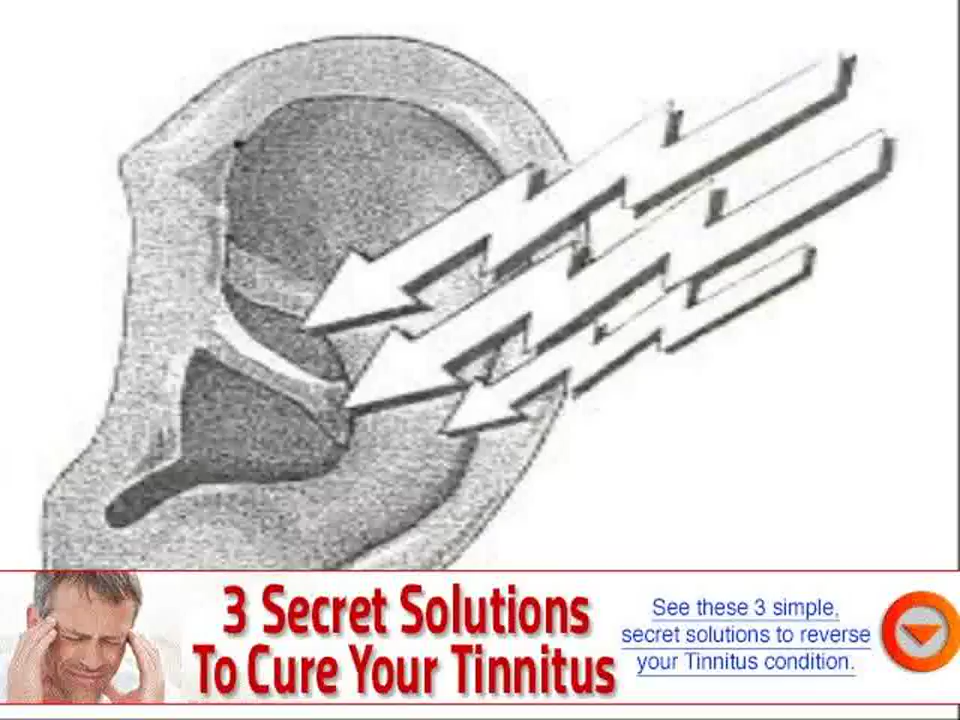 3 Secret Solutions
To Cure Your Tinnitus
See these 3 simple,
secret solutions to reverse
your Tinnitus condition.